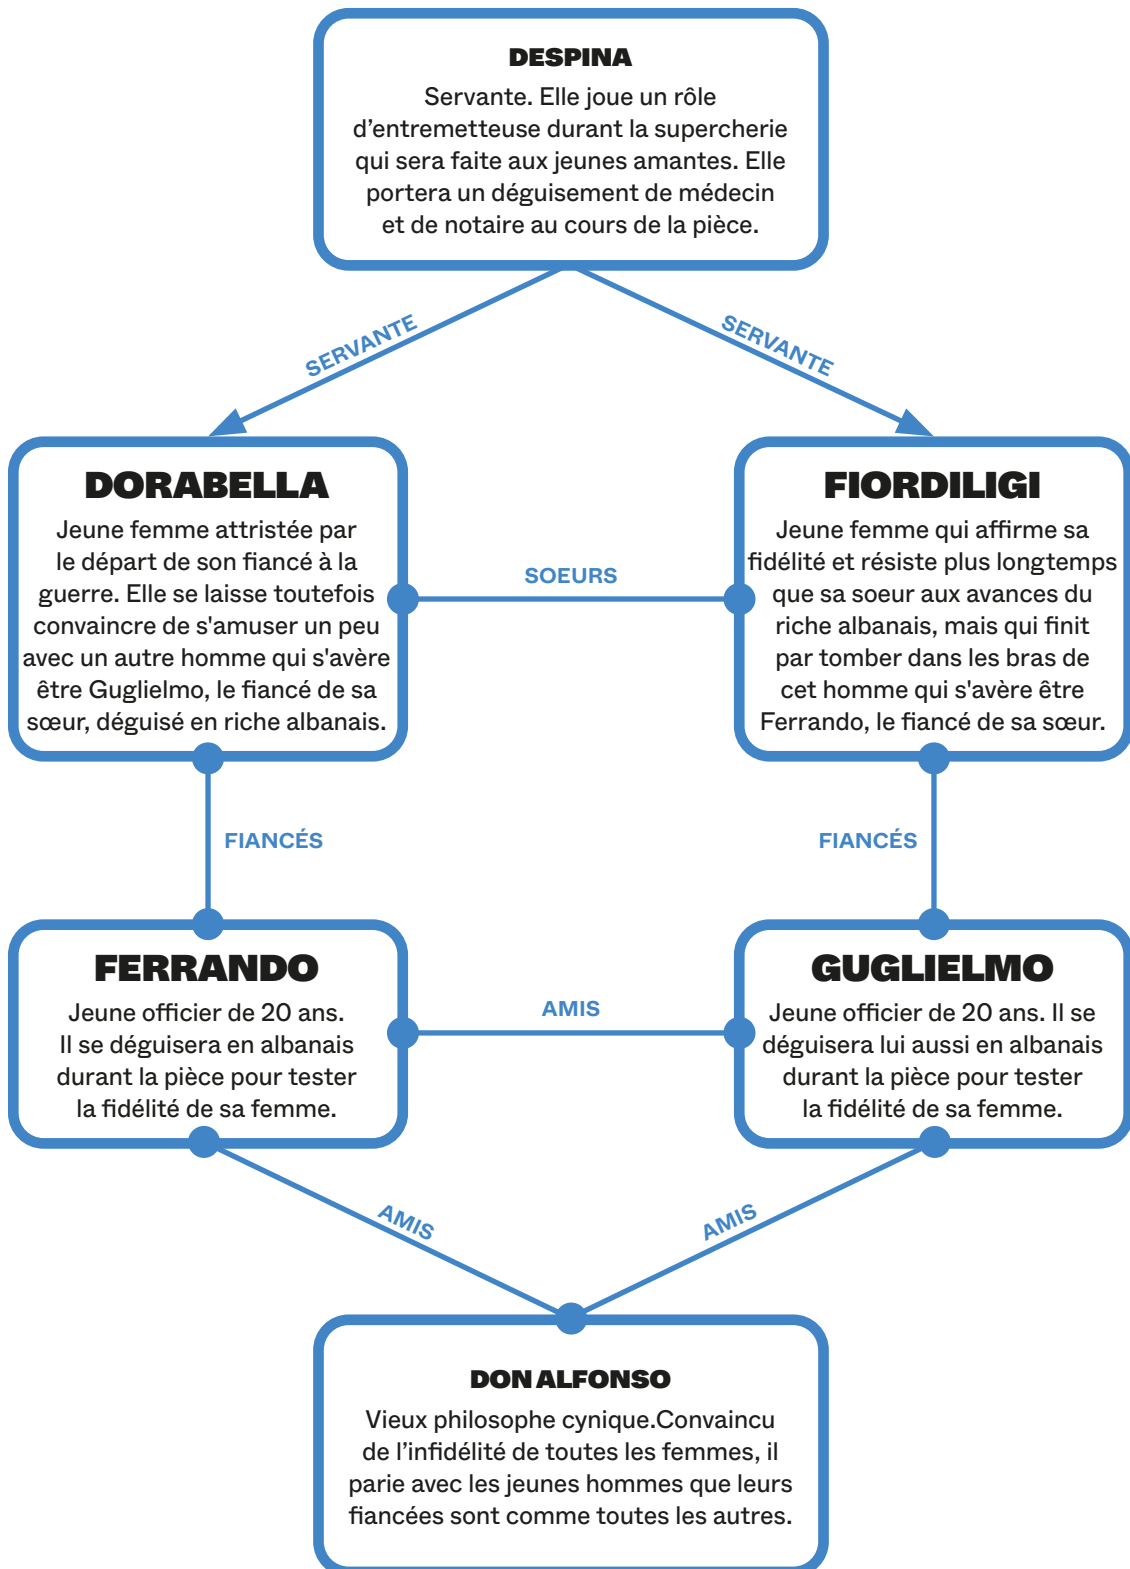 DESPINA
Servante. Elle joue un rôle
d’entremetteuse durant la supercherie
qui sera faite aux jeunes amantes. Elle
portera un déguisement de médecin
et de notaire au cours de la pièce.
SERVANTE
SERVANTE
DORABELLA
Jeune femme attristée par
le départ de son fiancé à la
guerre. Elle se laisse toutefois
convaincre de s'amuser un peu
avec un autre homme qui s'avère
être Guglielmo, le fiancé de sa
sœur, déguisé en riche albanais.
SOEURS
FIORDILIGI
Jeune femme qui affirme sa
fidélité et résiste plus longtemps
que sa soeur aux avances du
riche albanais, mais qui finit
par tomber dans les bras de
cet homme qui s'avère être
Ferrando, le fiancé de sa sœur.
FIANCÉS
FIANCÉS
FERRANDO
Jeune officier de 20 ans.
Il se déguisera en albanais
durant la pièce pour tester
la fidélité de sa femme.
AMIS
GUGLIELMO
Jeune officier de 20 ans. Il se
déguisera lui aussi en albanais
durant la pièce pour tester
la fidélité de sa femme.
AMIS
AMIS
DON ALFONSO
Vieux philosophe cynique.Convaincu
de l’infidélité de toutes les femmes, il
parie avec les jeunes hommes que leurs
fiancées sont comme toutes les autres.